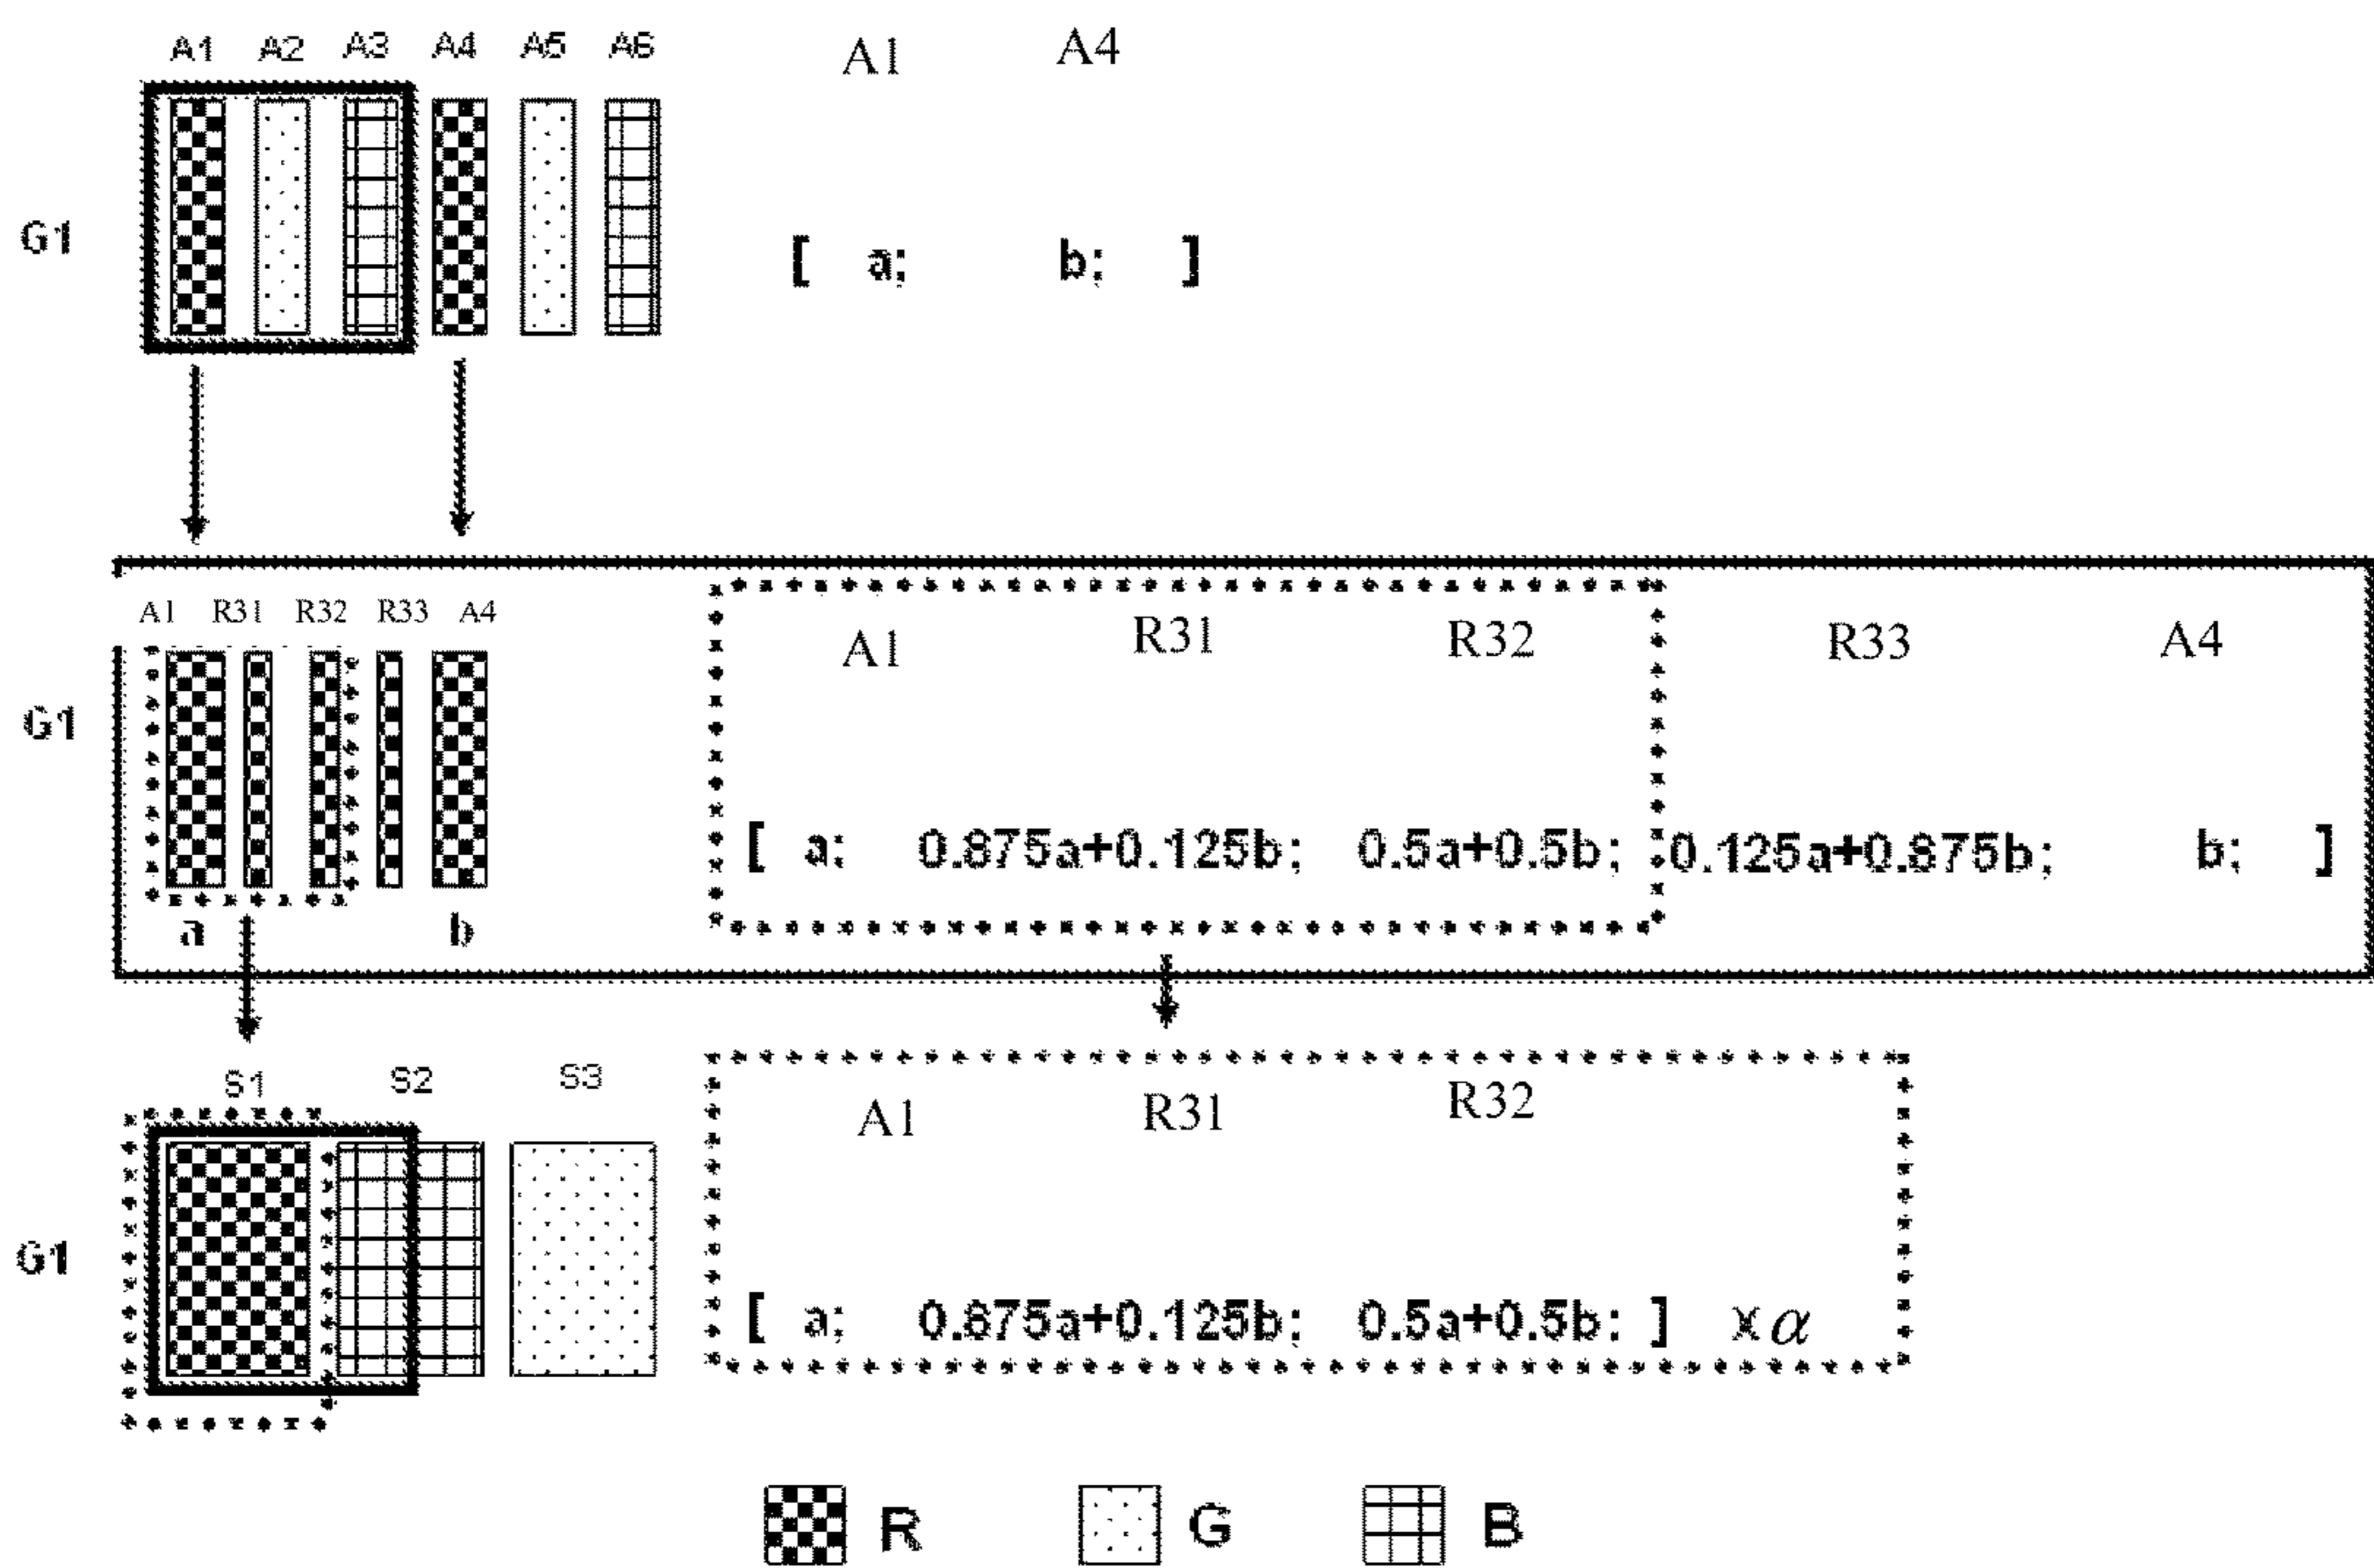 A1 A2 A3 A4 A5 A6 A1 A4
G1 [ a; b; ]
A1 R31 R32 R33 A4 A1 R31 R32 R33 A4
G1
[ a; 0.875a+0.125b; 0.5a+0.5b; 0.125a+0.875b; b; ]
a b
S1 S2 S3 A1 R31 R32
G1
[ a; 0.875a+0.125b; 0.5a+0.5b; ] ×α
R G B